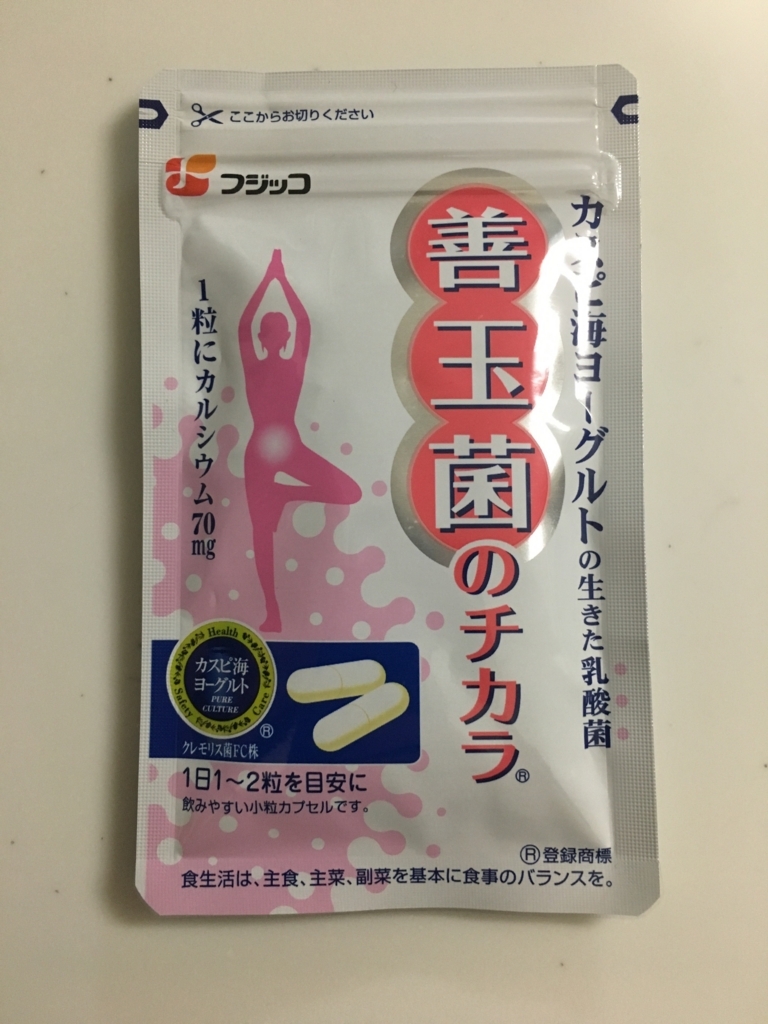 ここからお切りください
フジッコ
カスピ海ヨーグルトの生きた乳酸菌
善玉菌のチカラ®
1粒にカルシウム70mg
Health
カスピ海
ヨーグルト
PURE
CULTURE
Safety
Care
®
クレモリス菌FC株
1日1~2粒を目安に
飲みやすい小粒カプセルです。
®登録商標
食生活は、主食、主菜、副菜を基本に食事のバランスを。